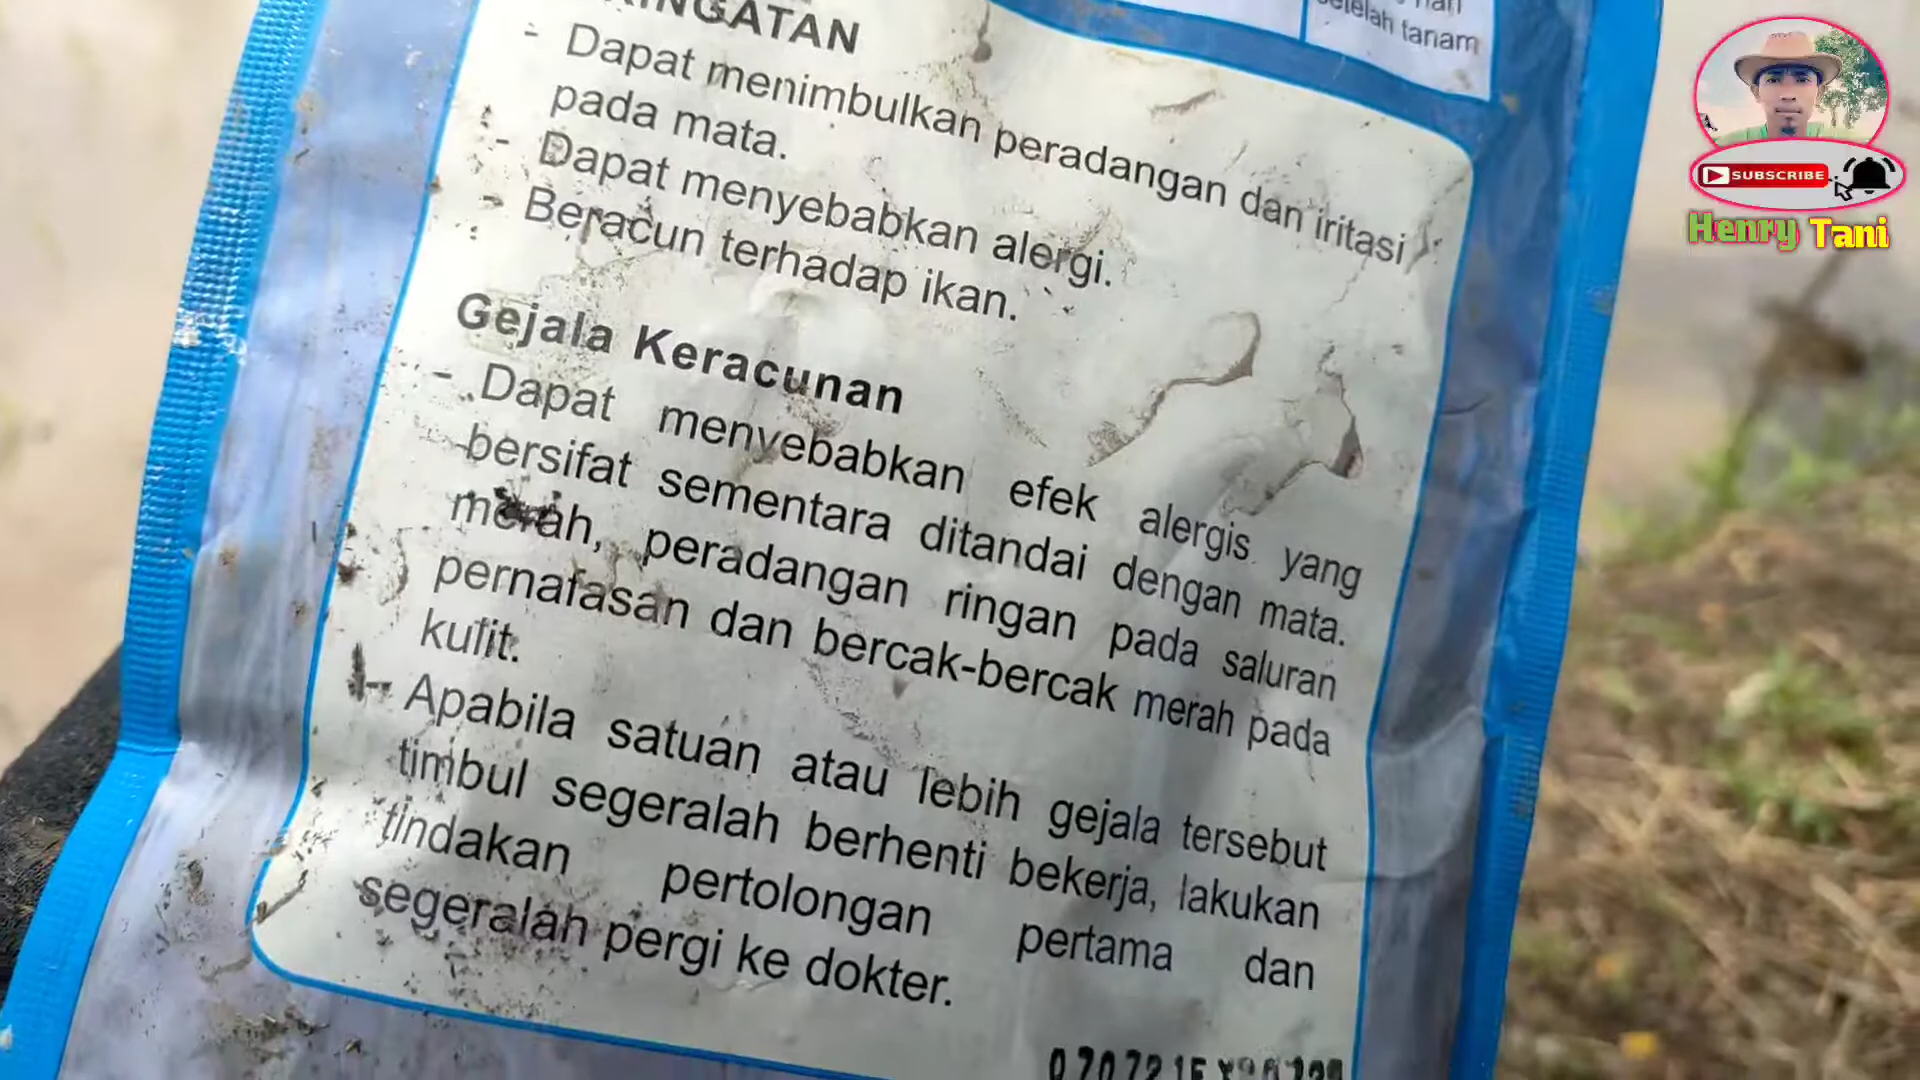 setelah tanam
- Dapat menimbulkan peradangan dan iritasi
pada mata.
- Dapat menyebabkan alergi.
- Beracun terhadap ikan.
Gejala Keracunan
- Dapat menyebabkan efek alergis yang
bersifat sementara ditandai dengan mata.
merah, peradangan ringan pada saluran
pernafasan dan bercak-bercak merah pada
kulit.
- Apabila satuan atau lebih gejala tersebut
timbul segeralah berhenti bekerja, lakukan
tindakan pertolongan pertama dan
segeralah pergi ke dokter.
SUBSCRIBE
Henry Tani